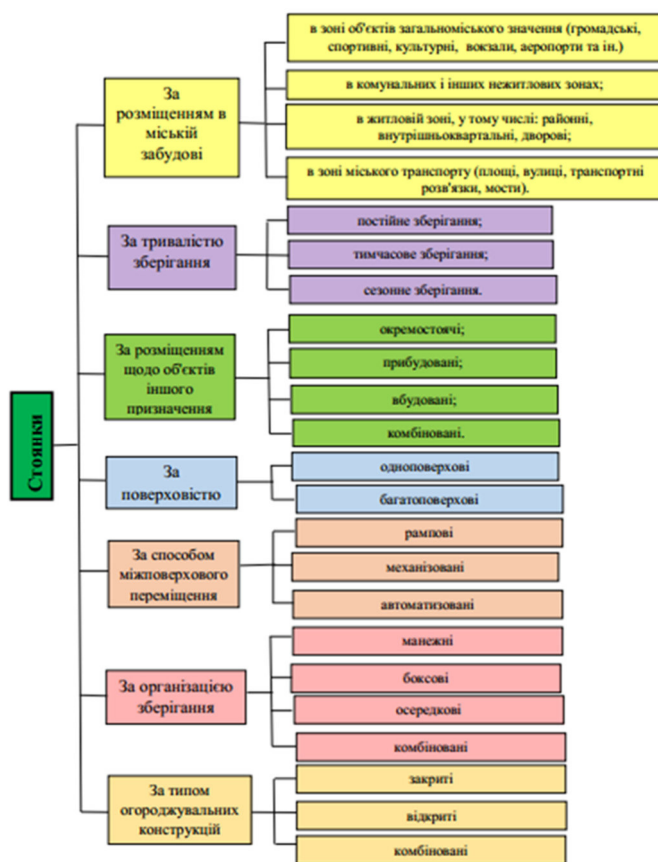 Стоянки
За
розміщенням в
міській
забудові
в зоні об'єктів загальноміського значення (громадські,
спортивні, культурні, вокзали, аеропорти та ін.)
в комунальних і інших нежитлових зонах;
в житловій зоні, у тому числі: районні,
внутрішньоквартальні, дворові;
в зоні міського транспорту (площі, вулиці, транспортні
розв'язки, мости).
За тривалістю
зберігання
постійне зберігання;
тимчасове зберігання;
сезонне зберігання.
За розміщенням
щодо об'єктів
іншого
призначення
окремостоячі;
прибудовані;
вбудовані;
комбіновані.
За
поверховістю
одноповерхові
багатоповерхові
За способом
міжповерхового
переміщення
рампові
механізовані
автоматизовані
За організацією
зберігання
манежні
боксові
осередкові
комбіновані
За типом
огороджувальних
конструкцій
закриті
відкриті
комбіновані